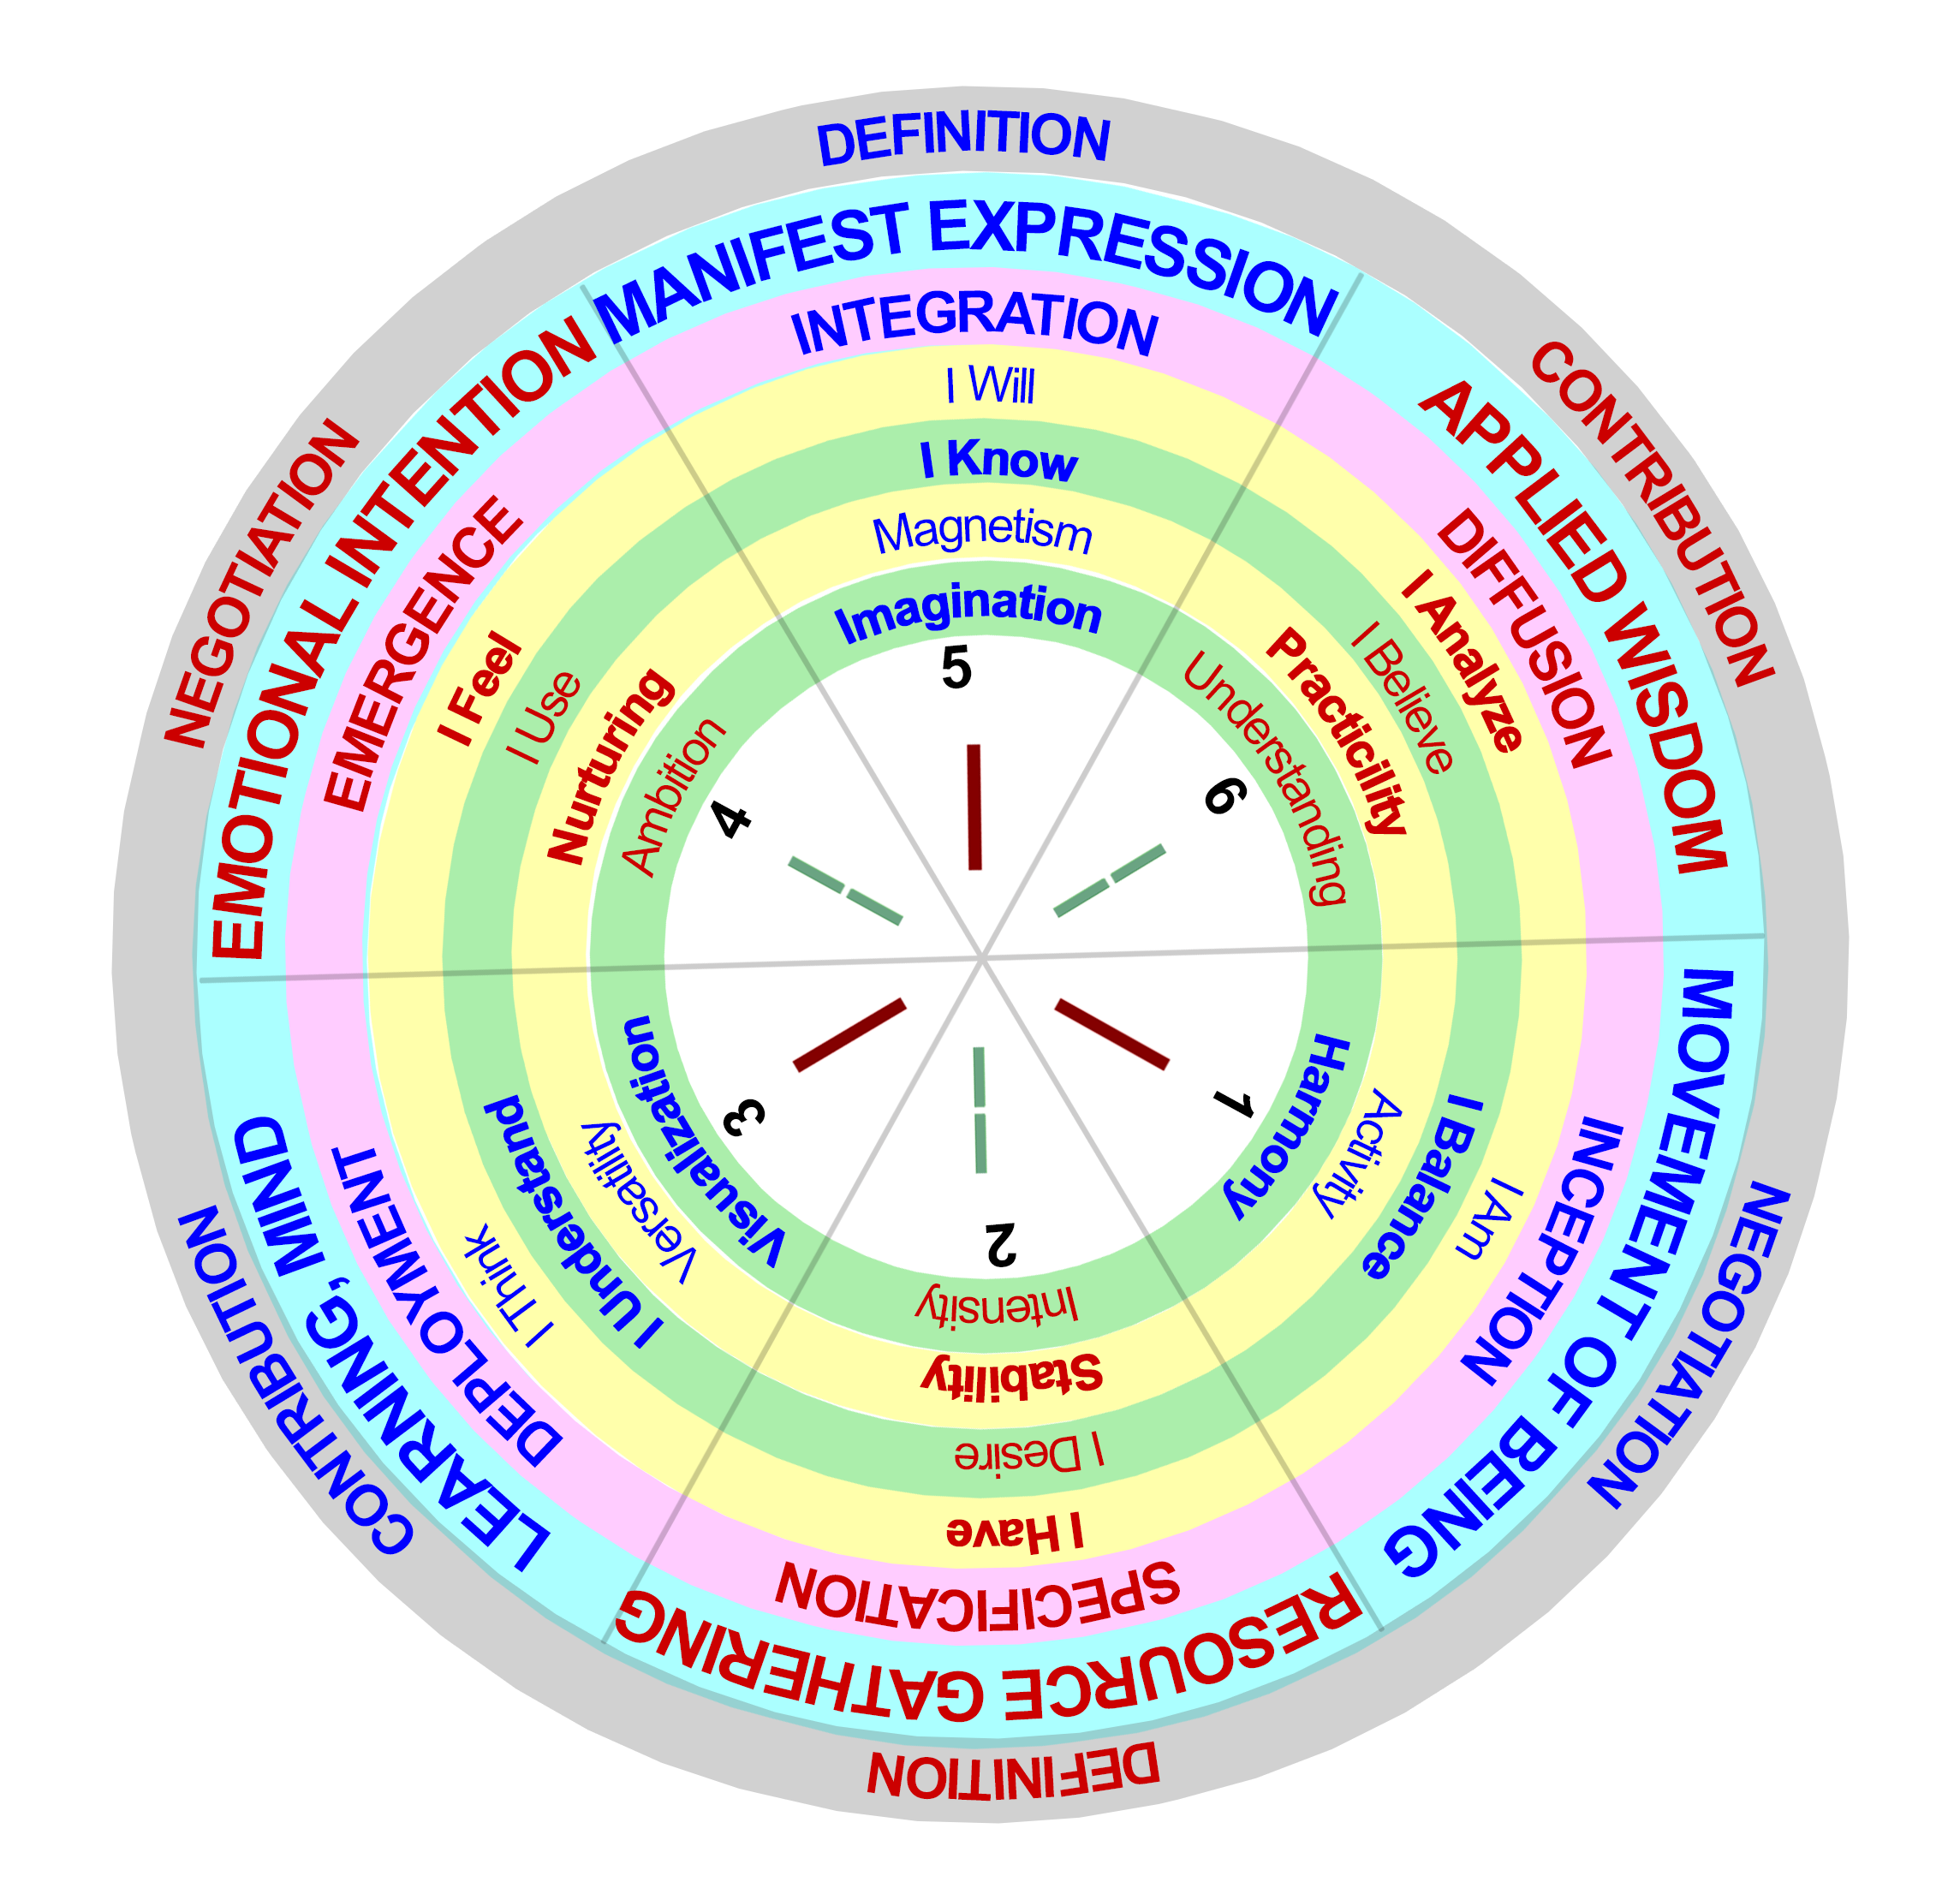 DEFINITION
MANIFEST EXPRESSION
INTEGRATION
I Will
I Know
Magnetism
Imagination
5
CONTRIBUTION
APPLIED WISDOM
DIFFUSION
I Analyze
I Believe
Practicility
Understanding
6
NEGOTIATION
MOVEMENT OF BEING
INCEPTION
I Am
I Balance
Activity
Harmony
1
DEFINITION
RESOURCE GATHERING
SPECIFICATION
I Have
I Desire
Stability
Intensity
2
CONTRIBUTION
LEARNING, MIND
DEPLOYMENT
I Think
I Understand
Versatility
Visualization
3
NEGOTIATION
EMOTIONAL INTENTION
EMERGENCE
I Feel
I Use
Nurturing
Ambition
4